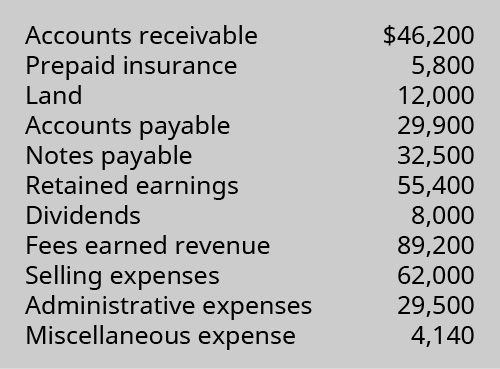 Accounts receivable $46,200
Prepaid insurance 5,800
Land 12,000
Accounts payable 29,900
Notes payable 32,500
Retained earnings 55,400
Dividends 8,000
Fees earned revenue 89,200
Selling expenses 62,000
Administrative expenses 29,500
Miscellaneous expense 4,140